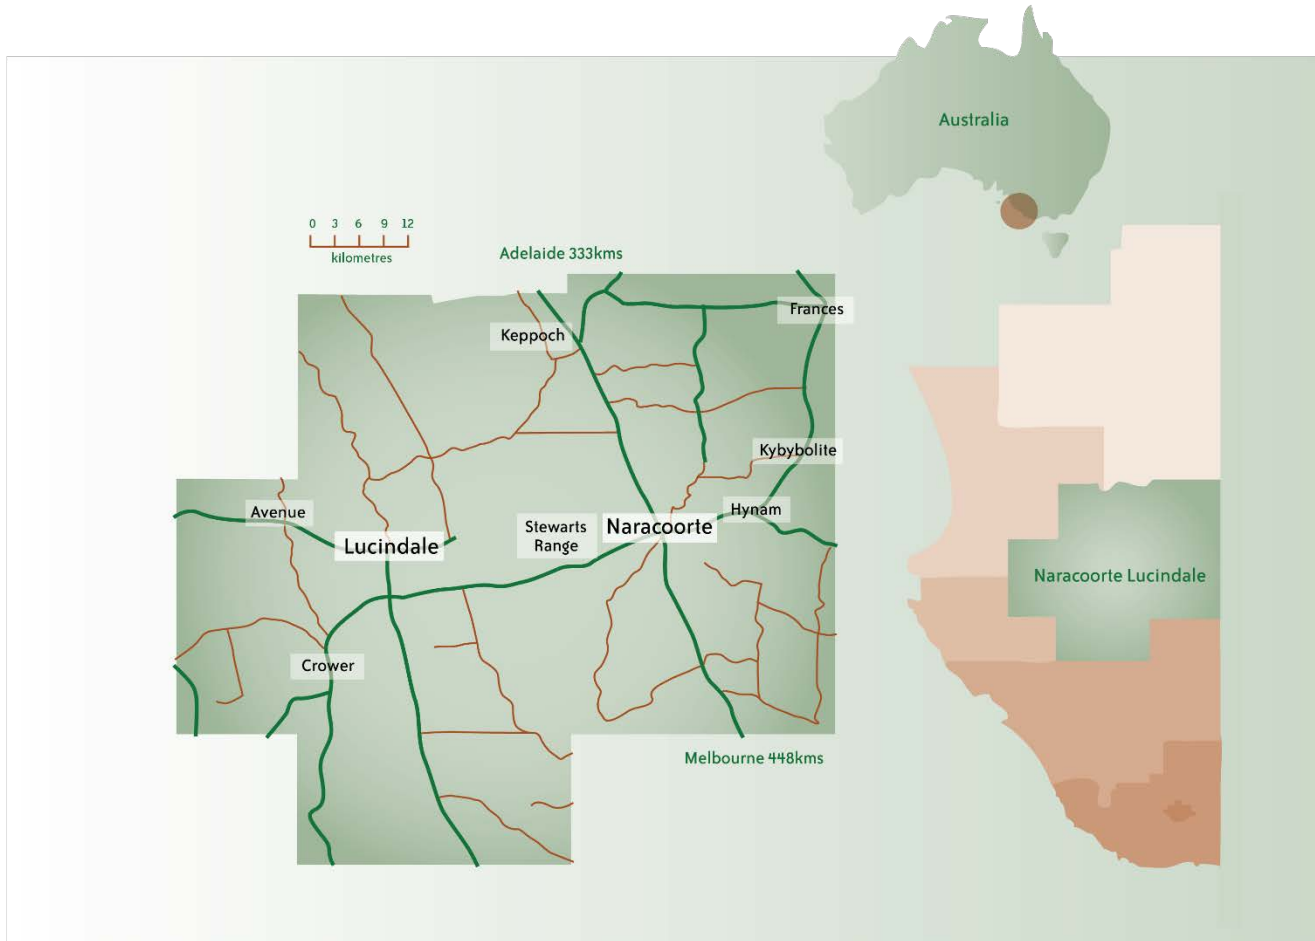 Australia
0 3 6 9 12
kilometres
Adelaide 333kms
Frances
Keppoch
Kybybolite
Avenue
Hynam
Stewarts
Range
Naracoorte
Lucindale
Naracoorte Lucindale
Crower
Melbourne 448kms